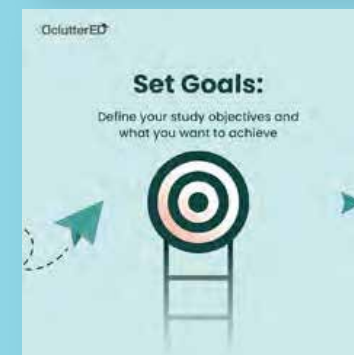 DclutterED
Set Goals:
Define your study objectives and
what you want to achieve